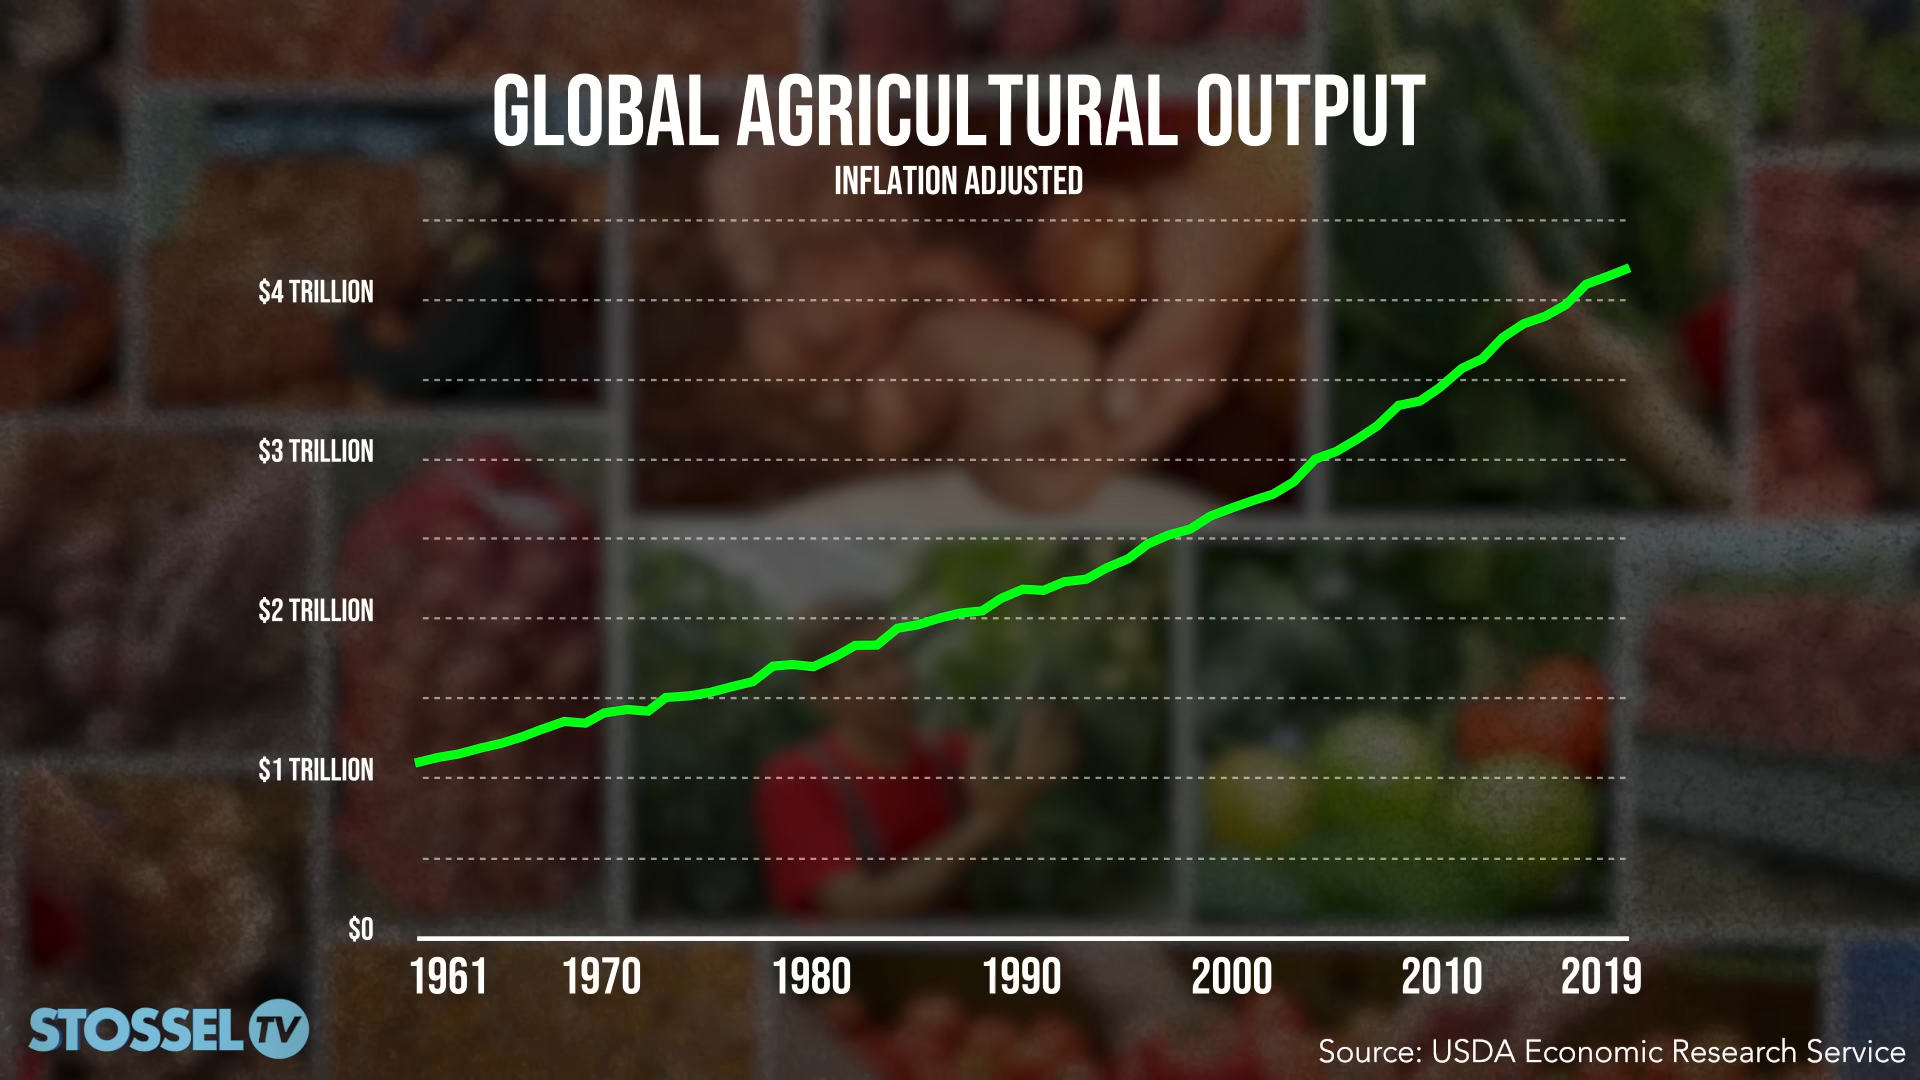 GLOBAL AGRICULTURAL OUTPUT
INFLATION ADJUSTED
$4 TRILLION
$3 TRILLION
$2 TRILLION
$1 TRILLION
$0
1961 1970 1980 1990 2000 2010 2019
STOSSEL TV
Source: USDA Economic Research Service